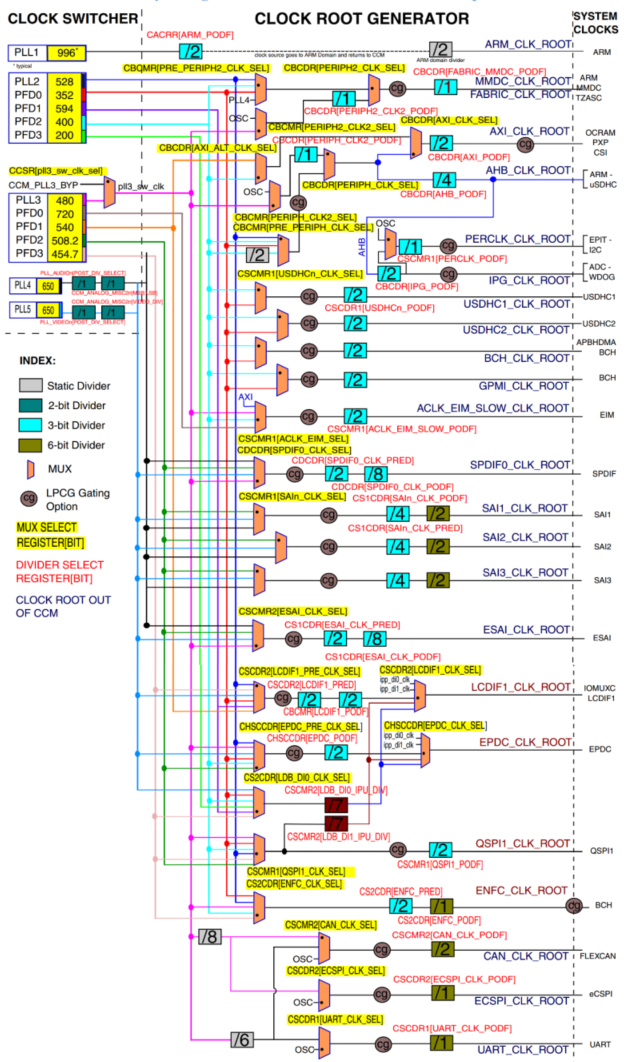 CLOCK SWITCHER
CLOCK ROOT GENERATOR
SYSTEM
CLOCKS
CACRR[ARM_PODF]
PLL1 996*
* typical
/2
clock source goes to ARM Domain and returns to CCM
/2
ARM domain divider
ARM_CLK_ROOT
ARM
CBCMR[PRE_PERIPH2_CLK_SEL]
CBCDR[PERIPH2_CLK_SEL]
CBCDR[FABRIC_MMDC_PODF]
PLL2 528
PFD0 352
PFD1 594
PFD2 400
PFD3 200
PLL4
cg
/1
MMDC_CLK_ROOT
FABRIC_CLK_ROOT
ARM
MMDC
TZASC
OSC
/1
CBCDR[PERIPH2_CLK2_PODF]
CBCMR[PERIPH2_CLK2_SEL]
CBCDR[AXI_CLK_SEL]
CBCDR[PERIPH_CLK2_PODF]
CBCDR[AXI_ALT_CLK_SEL]
/1
/2
cg
AXI_CLK_ROOT
CBCDR[AXI_PODF]
OCRAM
PXP
CSI
CCSR[pll3_sw_clk_sel]
CCM_PLL3_BYP
pll3_sw_clk
OSC
CBCDR[PERIPH_CLK_SEL]
/4
AHB_CLK_ROOT
CBCDR[AHB_PODF]
ARM -
uSDHC
PLL3 480
PFD0 720
PFD1 540
PFD2 508.2
PFD3 454.7
cg
CBCMR[PERIPH_CLK2_SEL]
CBCMR[PRE_PERIPH_CLK_SEL]
/2
OSC
AHB
/1
cg
PERCLK_CLK_ROOT
CSCMR1[PERCLK_PODF]
EPIT -
I2C
/2
cg
CBCDR[IPG_PODF]
IPG_CLK_ROOT
ADC -
WDOG
PLL_AUDIOn[POST_DIV_SELECT]
PLL4 650
/1
/1
CCM_ANALOG_MISC2n[VIDEO_DIV]
PLL5 650
/1
/1
PLL_VIDEOn[POST_DIV_SELECT]
CSCMR1[USDHCn_CLK_SEL]
cg
/2
CSCDR1[USDHCn_PODF]
USDHC1_CLK_ROOT
USDHC1
cg
/2
USDHC2_CLK_ROOT
USDHC2
cg
/2
BCH_CLK_ROOT
APBHDMA
BCH
cg
/2
GPMI_CLK_ROOT
BCH
AXI
cg
/2
ACLK_EIM_SLOW_CLK_ROOT
EIM
CSCMR1[ACLK_EIM_SLOW_PODF]
CSCMR1[ACLK_EIM_SEL]
INDEX:
Static Divider
2-bit Divider
3-bit Divider
6-bit Divider
MUX
cg
LPCG Gating
Option
MUX SELECT
REGISTER[BIT]
DIVIDER SELECT
REGISTER[BIT]
CLOCK ROOT OUT
OF CCM
CDCDR[SPDIF0_CLK_SEL]
CDCDR[SPDIF0_CLK_PRED]
cg
/2
/8
SPDIF0_CLK_ROOT
SPDIF
CDCDR[SPDIF0_CLK_PODF]
CSCMR1[SAIn_CLK_SEL]
CS1CDR[SAIn_CLK_PODF]
cg
/4
/2
SAI1_CLK_ROOT
SAI1
CS1CDR[SAIn_CLK_PRED]
cg
/4
/2
SAI2_CLK_ROOT
SAI2
cg
/4
/2
SAI3_CLK_ROOT
SAI3
CSCMR2[ESAI_CLK_SEL]
CS1CDR[ESAI_CLK_PRED]
cg
/2
/8
ESAI_CLK_ROOT
ESAI
CS1CDR[ESAI_CLK_PODF]
CSCDR2[LCDIF1_PRE_CLK_SEL]
CSCDR2[LCDIF1_CLK_SEL]
CSCDR2[LCDIF1_PRED]
ipp_di0_clk
ipp_di1_clk
cg
/2
/2
CBCMR[LCDIF1_PODF]
LCDIF1_CLK_ROOT
IOMUXC
LCDIF1
CHSCCDR[EPDC_PRE_CLK_SEL]
CHSCCDR[EPDC_CLK_SEL]
CHSCCDR[EPDC_PODF]
ipp_di0_clk
ipp_di1_clk
cg
/2
EPDC_CLK_ROOT
EPDC
CS2CDR[LDB_DI0_CLK_SEL]
CSCMR2[LDB_DI0_IPU_DIV]
/7
/7
CSCMR2[LDB_DI1_IPU_DIV]
cg
/2
QSPI1_CLK_ROOT
QSPI1
CSCMR1[QSPI1_PODF]
CSCMR1[QSPI1_CLK_SEL]
CS2CDR[ENFC_CLK_SEL]
CS2CDR[ENFC_PRED]
cg
/2
/1
ENFC_CLK_ROOT
cg
BCH
CS2CDR[ENFC_PODF]
CSCMR2[CAN_CLK_SEL]
/8
CSCMR2[CAN_CLK_PODF]
OSC
cg
/2
CAN_CLK_ROOT
FLEXCAN
CSCDR2[ECSPI_CLK_SEL]
CSCDR2[ECSPI_CLK_PODF]
OSC
cg
/1
ECSPI_CLK_ROOT
eCSPI
CSCDR1[UART_CLK_SEL]
CSCDR1[UART_CLK_PODF]
/6
OSC
cg
/1
UART_CLK_ROOT
UART